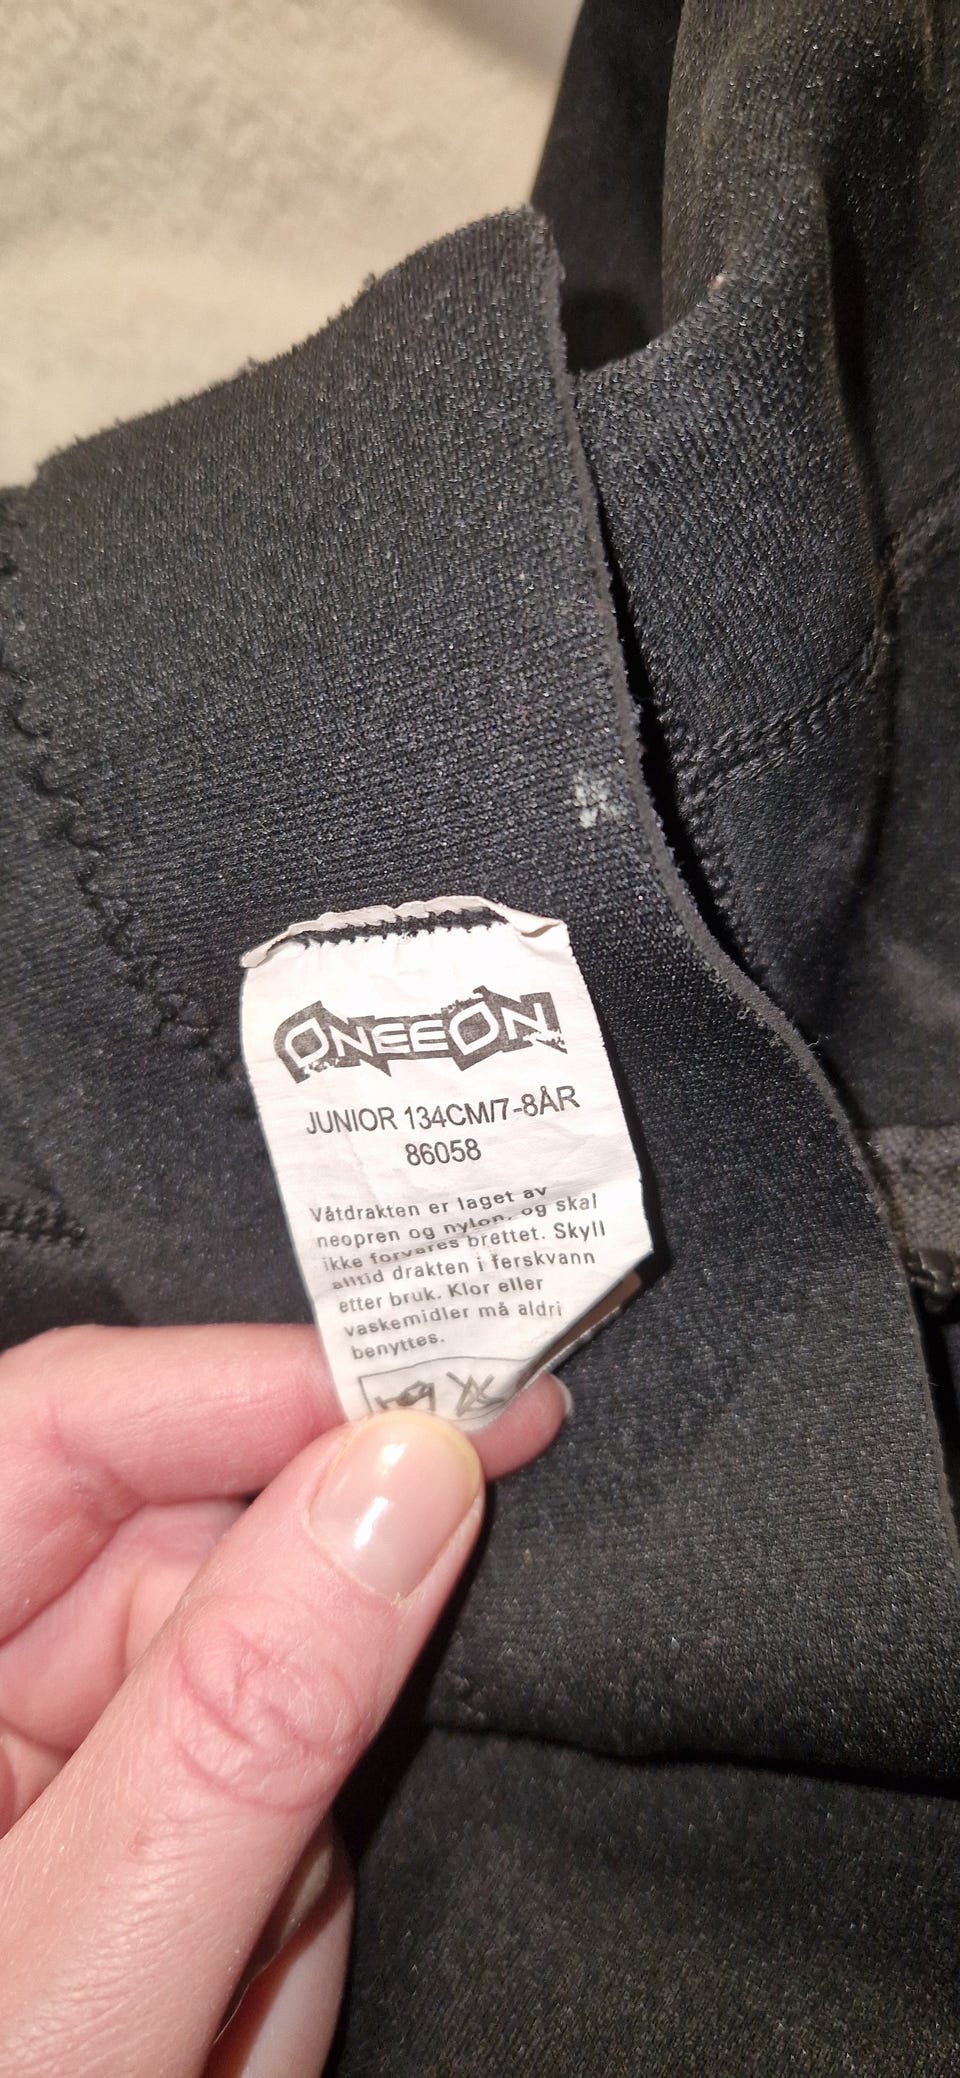 ONEEON
JUNIOR 134CM/7-8ÅR
86058
Våtdrakten er laget av
neopren og nylon, og skal
ikke forvares brettet. Skyll
alltid drakten i ferskvann
etter bruk. Klor eller
vaskemidler må aldri
benyttes.